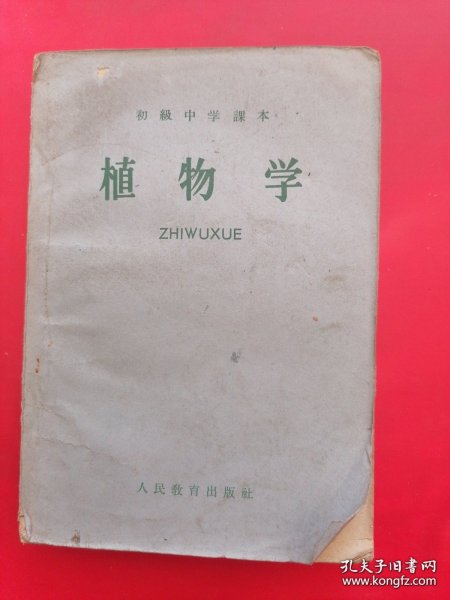 初級中学課本
植物学
ZHIWUXUE
人民教育出版社
孔夫子旧书网
www.kongfz.com